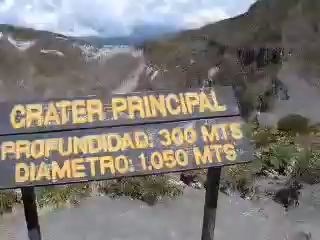 CRATER PRINCIPAL
PROFUNDIDAD: 300 MTS
DIAMETRO: 1.050 MTS